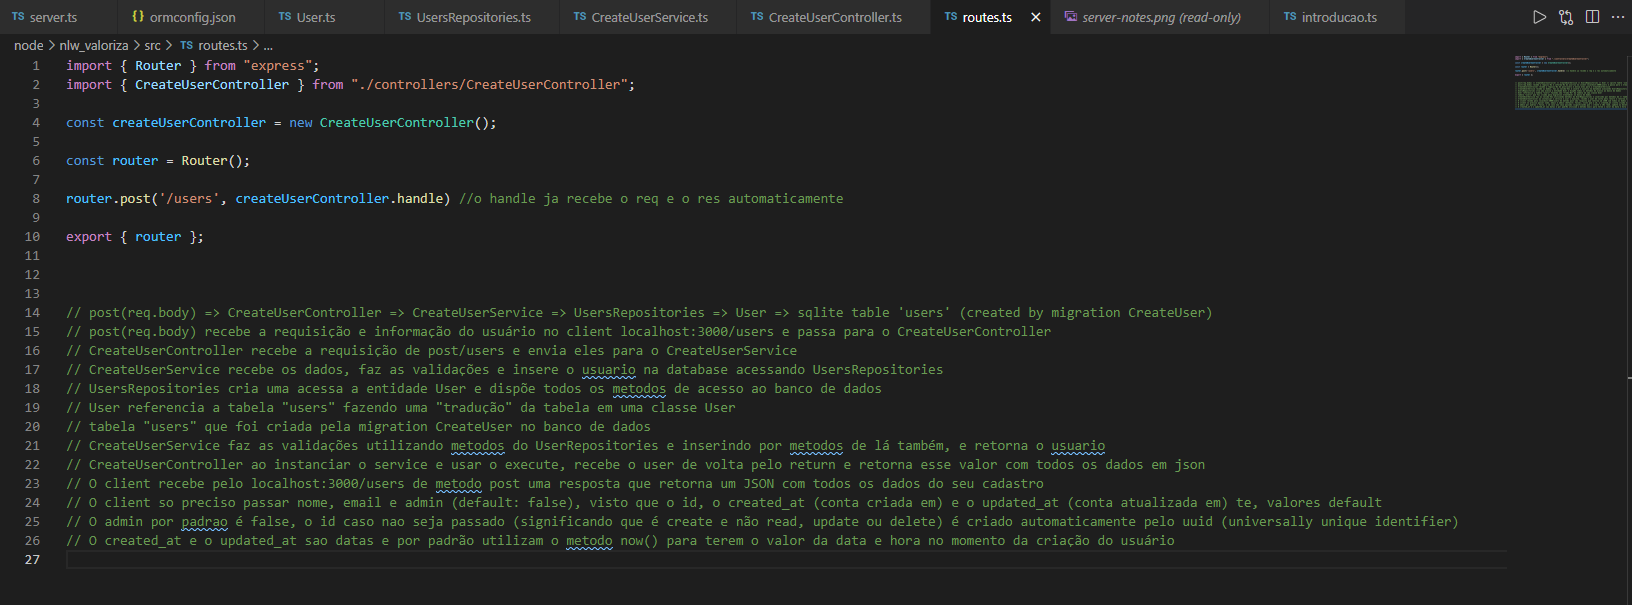 TS server.ts {} ormconfig.json TS User.ts TS UsersRepositories.ts TS CreateUserService.ts TS CreateUserController.ts TS routes.ts server-notes.png (read-only) TS introducao.ts
node > nlw_valoriza > src > TS routes.ts > ...
1 import { Router } from "express";
2 import { CreateUserController } from "./controllers/CreateUserController";
3
4 const createUserController = new CreateUserController();
5
6 const router = Router();
7
8 router.post('/users', createUserController.handle) //o handle ja recebe o req e o res automaticamente
9
10 export { router };
11
12
13
14 // post(req.body) => CreateUserController => CreateUserService => UsersRepositories => User => sqlite table 'users' (created by migration CreateUser)
15 // post(req.body) recebe a requisição e informação do usuário no client localhost:3000/users e passa para o CreateUserController
16 // CreateUserController recebe a requisição de post/users e envia eles para o CreateUserService
17 // CreateUserService recebe os dados, faz as validações e insere o usuario na database acessando UsersRepositories
18 // UsersRepositories cria uma acessa a entidade User e dispõe todos os metodos de acesso ao banco de dados
19 // User referencia a tabela "users" fazendo uma "tradução" da tabela em uma classe User
20 // tabela "users" que foi criada pela migration CreateUser no banco de dados
21 // CreateUserService faz as validações utilizando metodos do UserRepositories e inserindo por metodos de lá também, e retorna o usuario
22 // CreateUserController ao instanciar o service e usar o execute, recebe o user de volta pelo return e retorna esse valor com todos os dados em json
23 // O client recebe pelo localhost:3000/users de metodo post uma resposta que retorna um JSON com todos os dados do seu cadastro
24 // O client so preciso passar nome, email e admin (default: false), visto que o id, o created_at (conta criada em) e o updated_at (conta atualizada em) te, valores default
25 // O admin por padrao é false, o id caso nao seja passado (significando que é create e não read, update ou delete) é criado automaticamente pelo uuid (universally unique identifier)
26 // O created_at e o updated_at sao datas e por padrão utilizam o metodo now() para terem o valor da data e hora no momento da criação do usuário
27